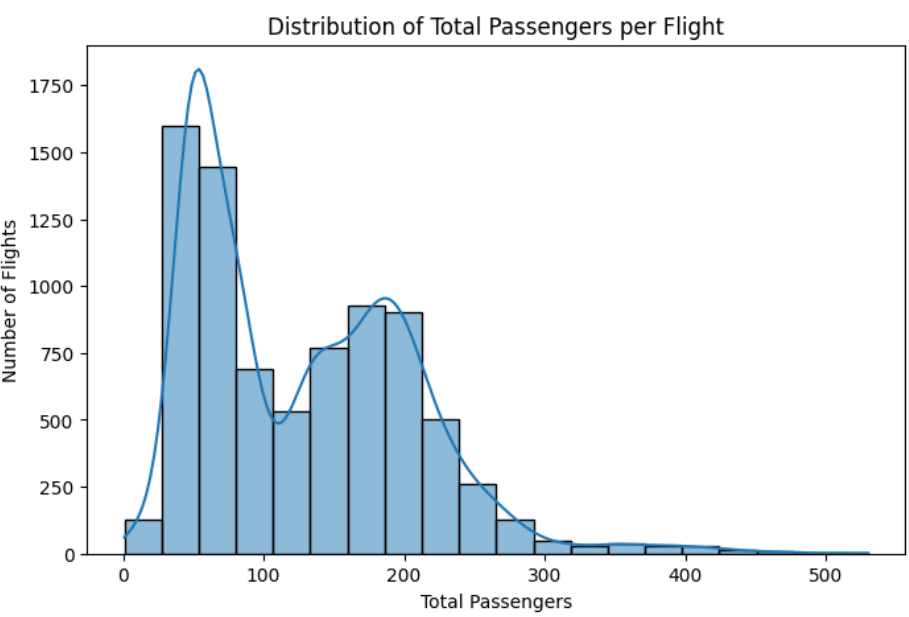 Distribution of Total Passengers per Flight
Number of Flights
1750
1500
1250
1000
750
500
250
0
0 100 200 300 400 500
Total Passengers